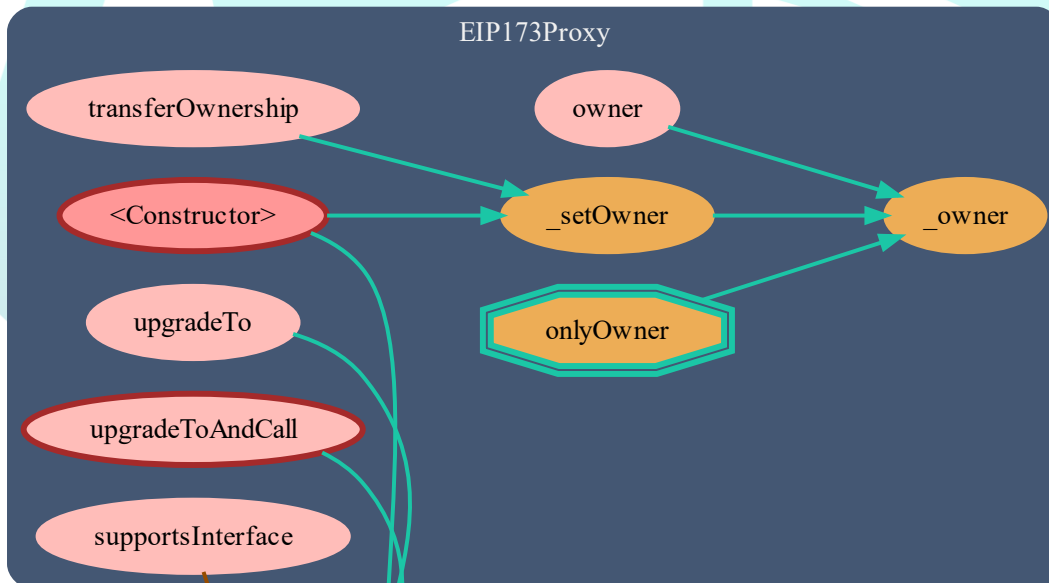 EIP173Proxy
transferOwnership
owner
<Constructor>
_setOwner
_owner
upgradeTo
onlyOwner
upgradeToAndCall
supportsInterface